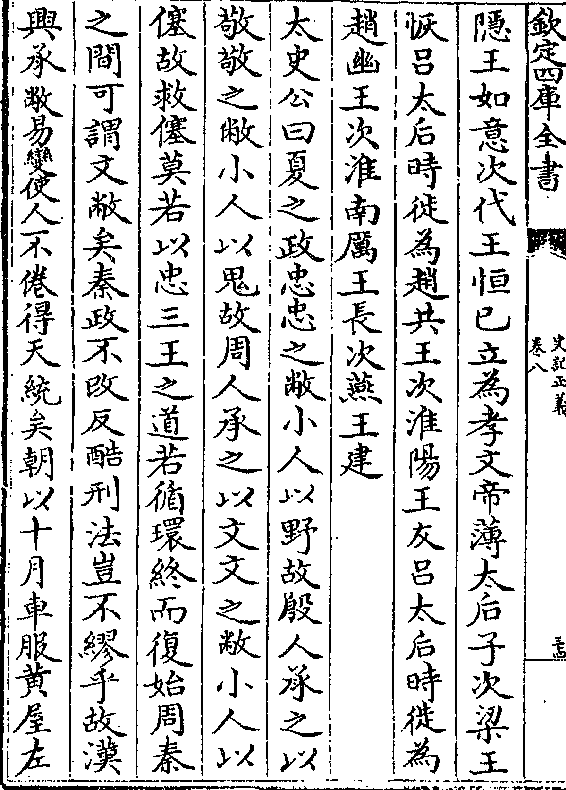 欽定四庫全書
史記正義
卷八
隱王如意次代王恒已立為孝文帝薄太后子次梁王
恢呂太后時徙為趙共王次淮陽王友呂太后時徙為
趙幽王次淮南厲王長次燕王建
太史公曰夏之政忠忠之敝小人以野故殷人承之以
敬敬之敝小人以鬼故周人承之以文文之敝小人以
僿故救僿莫若以忠三王之道若循環終而復始周秦
之間可謂文敝矣秦政不改反酷刑法豈不繆乎故漢
興承敝易變使人不倦得天統矣朝以十月車服黄屋左